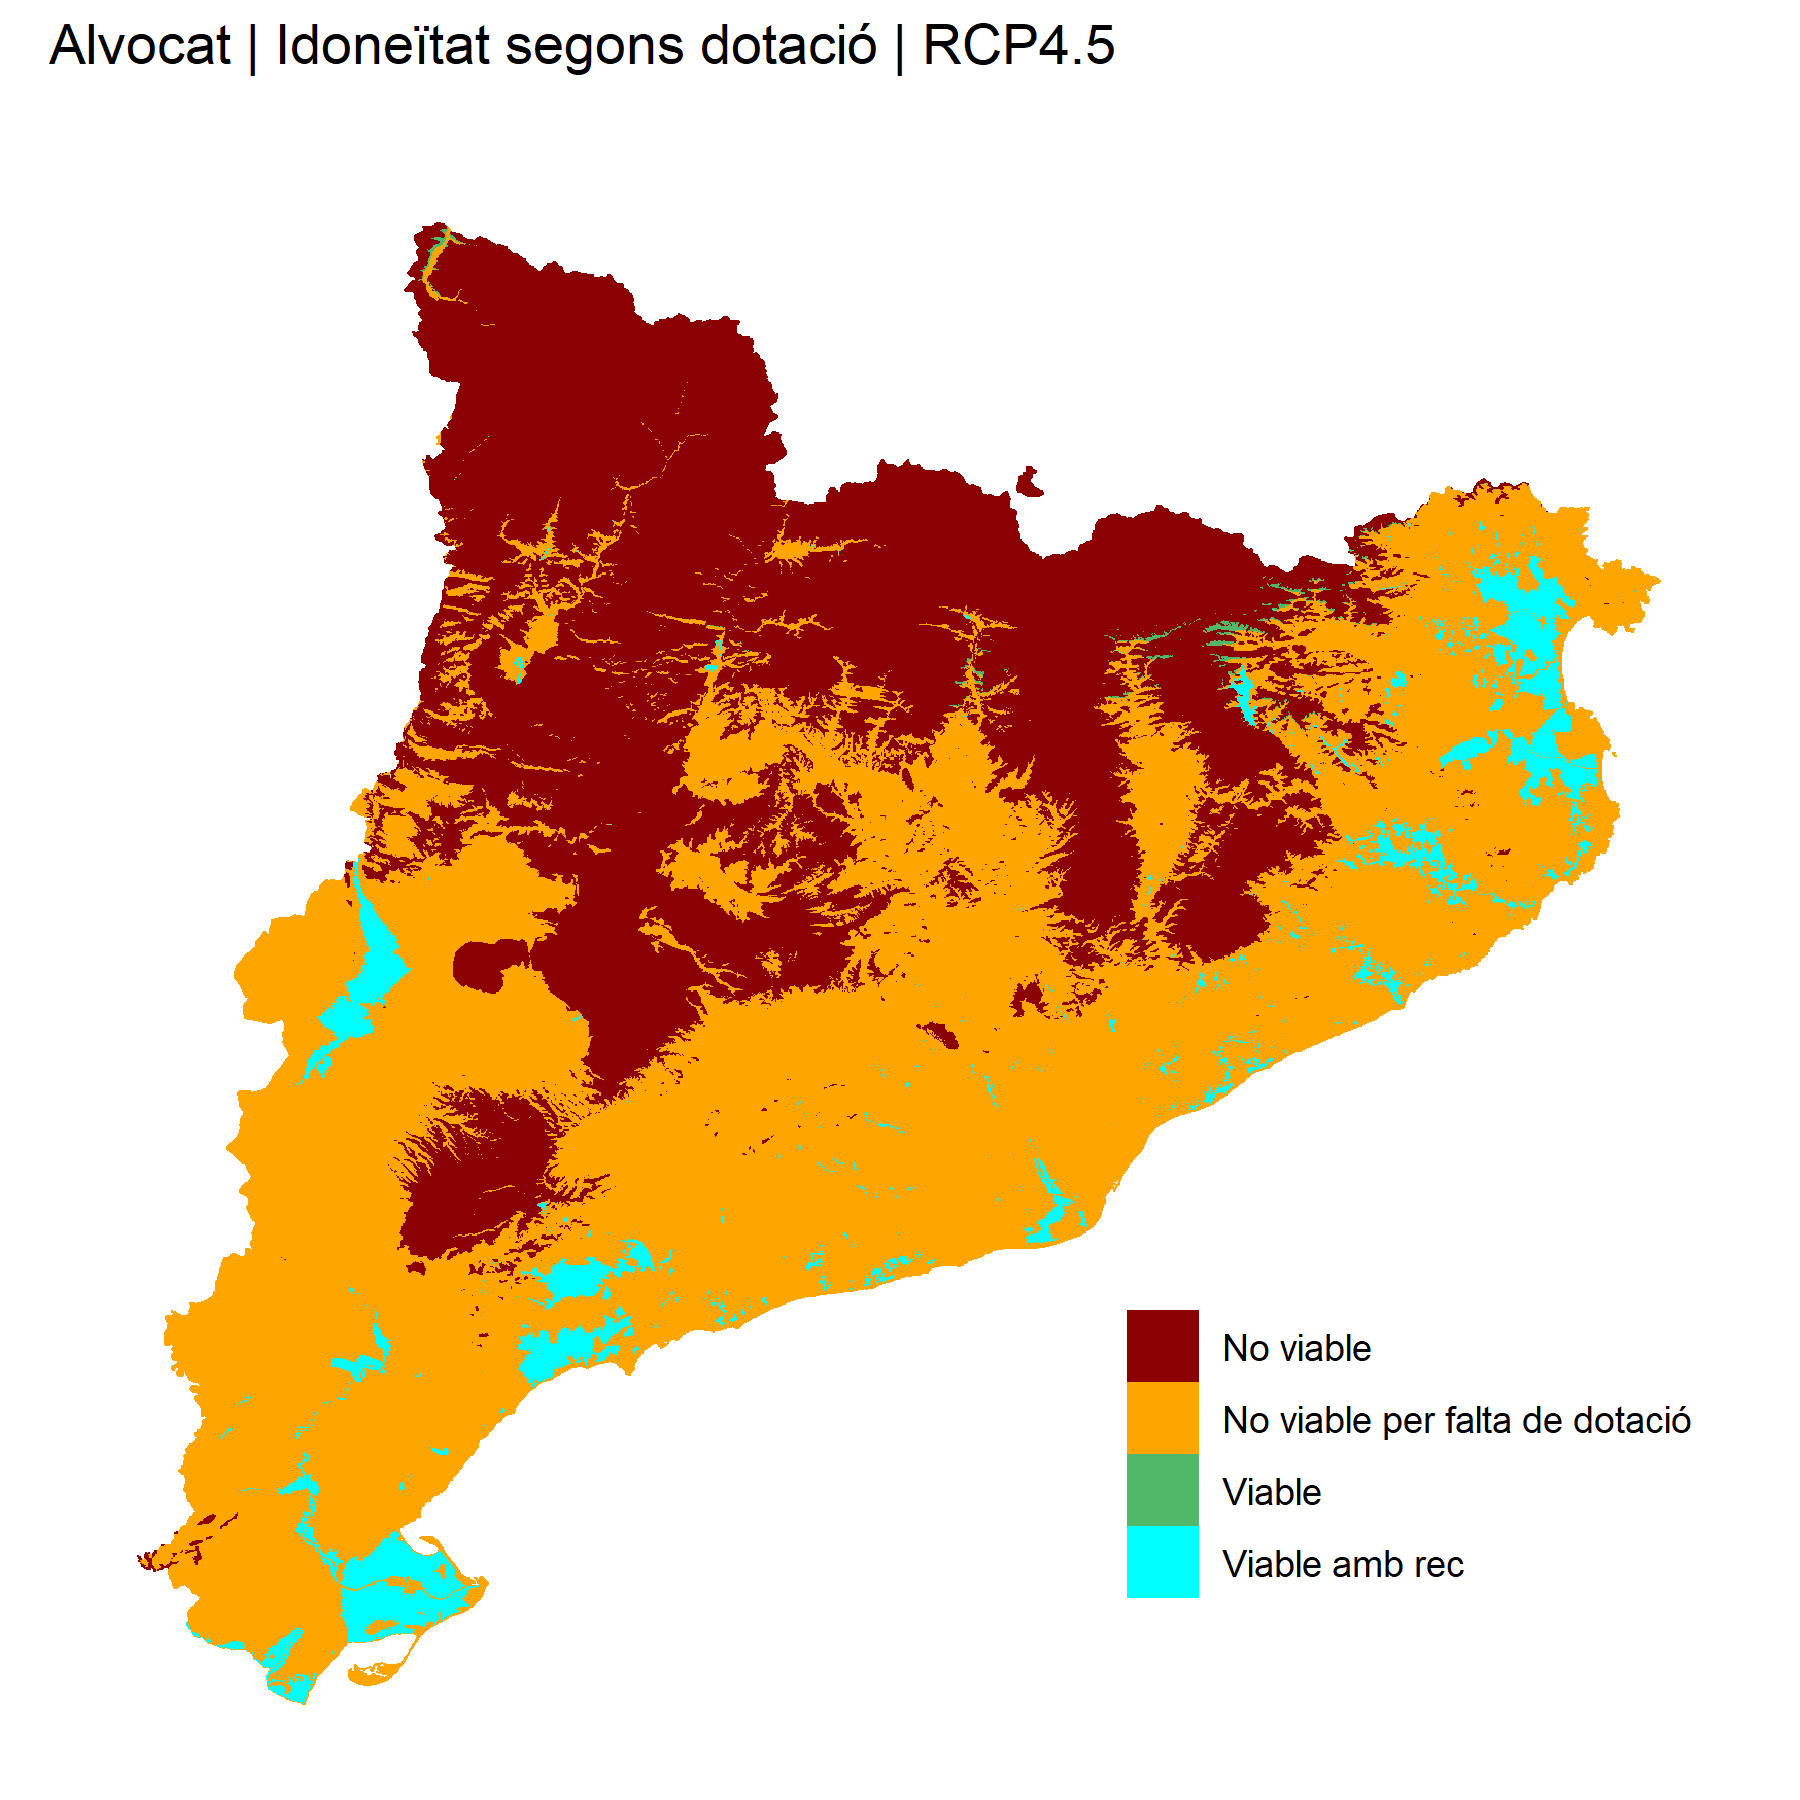 Alvocat | Idoneïtat segons dotació | RCP4.5
No viable
No viable per falta de dotació
Viable
Viable amb rec